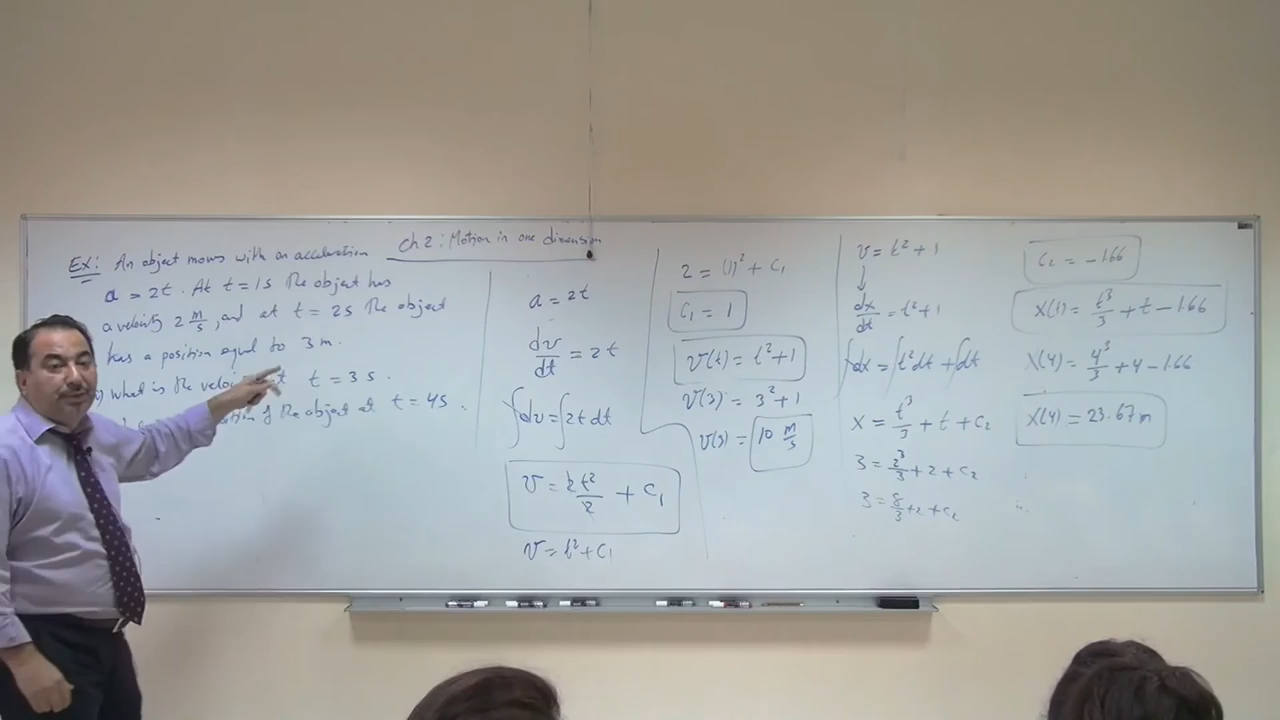 Ch 2: Motion in one dimension
Ex: An object moves with an acceleration
a = 2t. At t = 1s the object has
a velocity 2 m/s, and at t = 2s the object
has a position equal to 3 m.
what is the at t = 3 s.
of the object at t = 4s.
a = 2t
dv/dt = 2t
∫dv = ∫2t dt
v = 2t²/2 + C₁
v = t² + C₁
2 = (1)² + C₁
C₁ = 1
v(t) = t² + 1
v(3) = 3² + 1
v(3) = 10 m/s
v = t² + 1
↓
dx/dt = t² + 1
∫dx = ∫t² dt + ∫dt
x = t³/3 + t + C₂
3 = 2³/3 + 2 + C₂
3 = 8/3 + 2 + C₂
C₂ = -1.66
x(t) = t³/3 + t - 1.66
x(4) = 4³/3 + 4 - 1.66
x(4) = 23.67 m